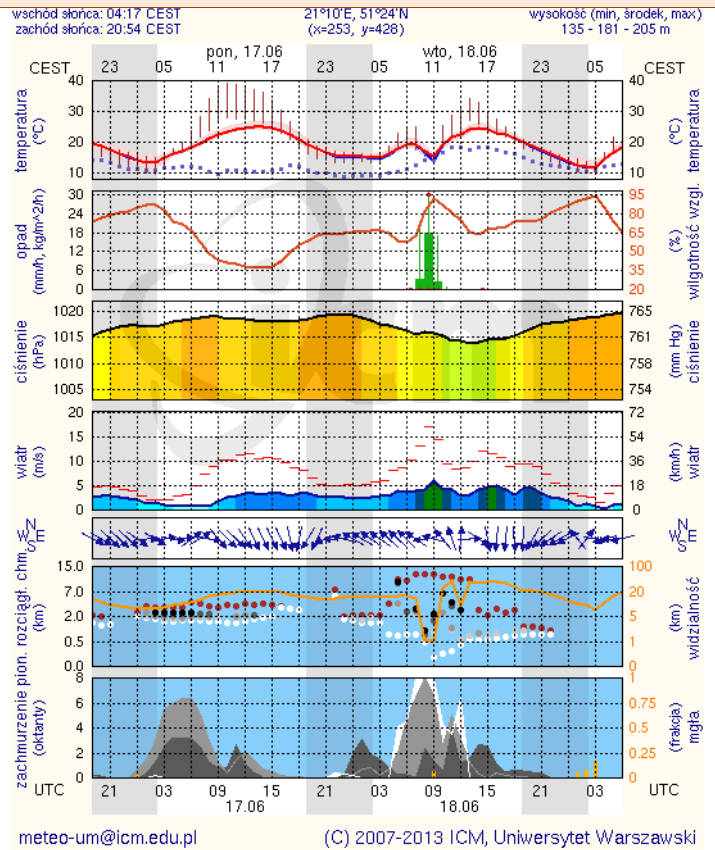 wschód słońca: 04:17 CEST 21°10'E, 51°24'N wysokość (min, środek, max)
zachód słońca: 20:54 CEST (x=253, y=428) 135 - 181 - 205 m
pon, 17.06 wto, 18.06
CEST 23 05 11 17 23 05 11 17 23 05 CEST
temperatura (°C) 40 30 20 10 40 30 20 10 (°C) temperatura
opad (mm/h, kg/m^2/h) 30 24 18 12 6 0 95 80 65 50 35 20 (%) wilgotność wzgl.
ciśnienie (hPa) 1020 1015 1010 1005 765 761 758 754 (mm Hg) ciśnienie
wiatr (m/s) 20 15 10 5 0 72 54 36 18 0 (km/h) wiatr
N W E S N W E S
pion. rozciągł. chm. (km) 15.0 7.0 2.0 0.5 0.0 100 20 5 1 0 (km) widzialność
zachmurzenie (oktanty) 8 6 4 2 0 1 0.75 0.5 0.25 0 (frakcja) mgła
UTC 21 03 09 15 21 03 09 15 21 03 UTC
17.06 18.06
icm
meteo-um@icm.edu.pl (C) 2007-2013 ICM, Uniwersytet Warszawski